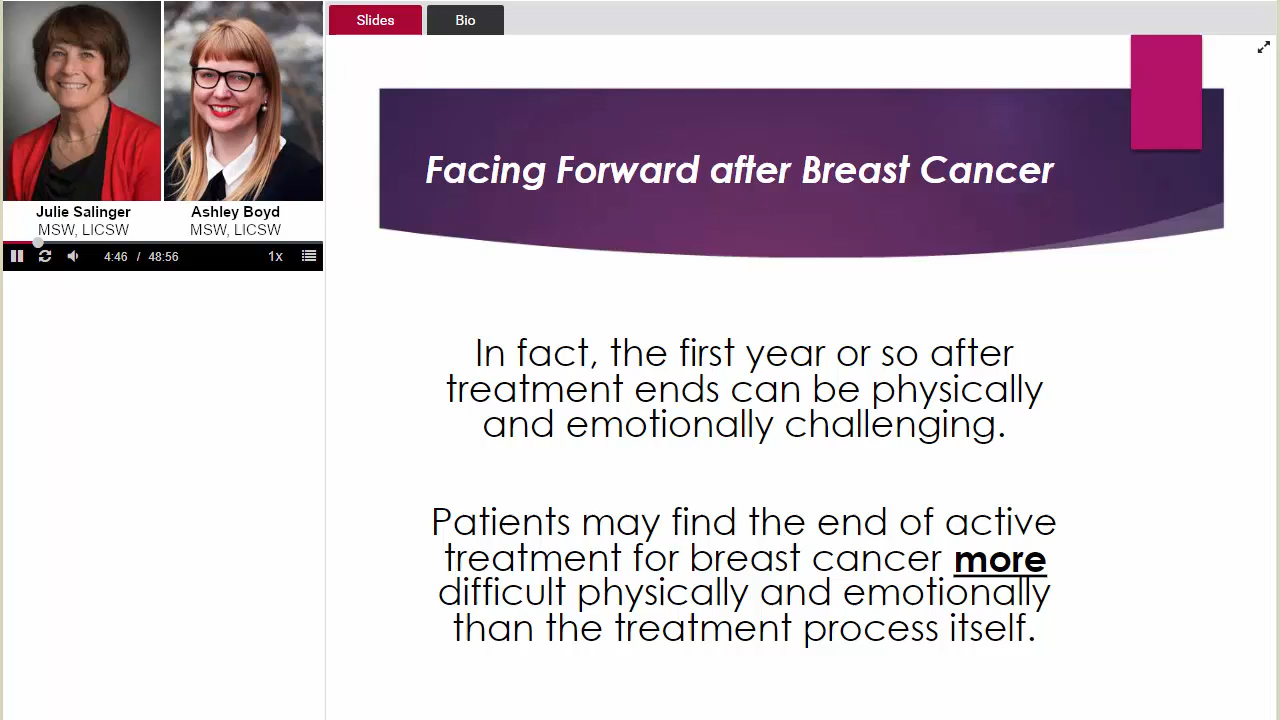 Slides
Bio
Julie Salinger
MSW, LICSW
Ashley Boyd
MSW, LICSW
4:46 / 48:56
1x
Facing Forward after Breast Cancer
In fact, the first year or so after
treatment ends can be physically
and emotionally challenging.
Patients may find the end of active
treatment for breast cancer more
difficult physically and emotionally
than the treatment process itself.